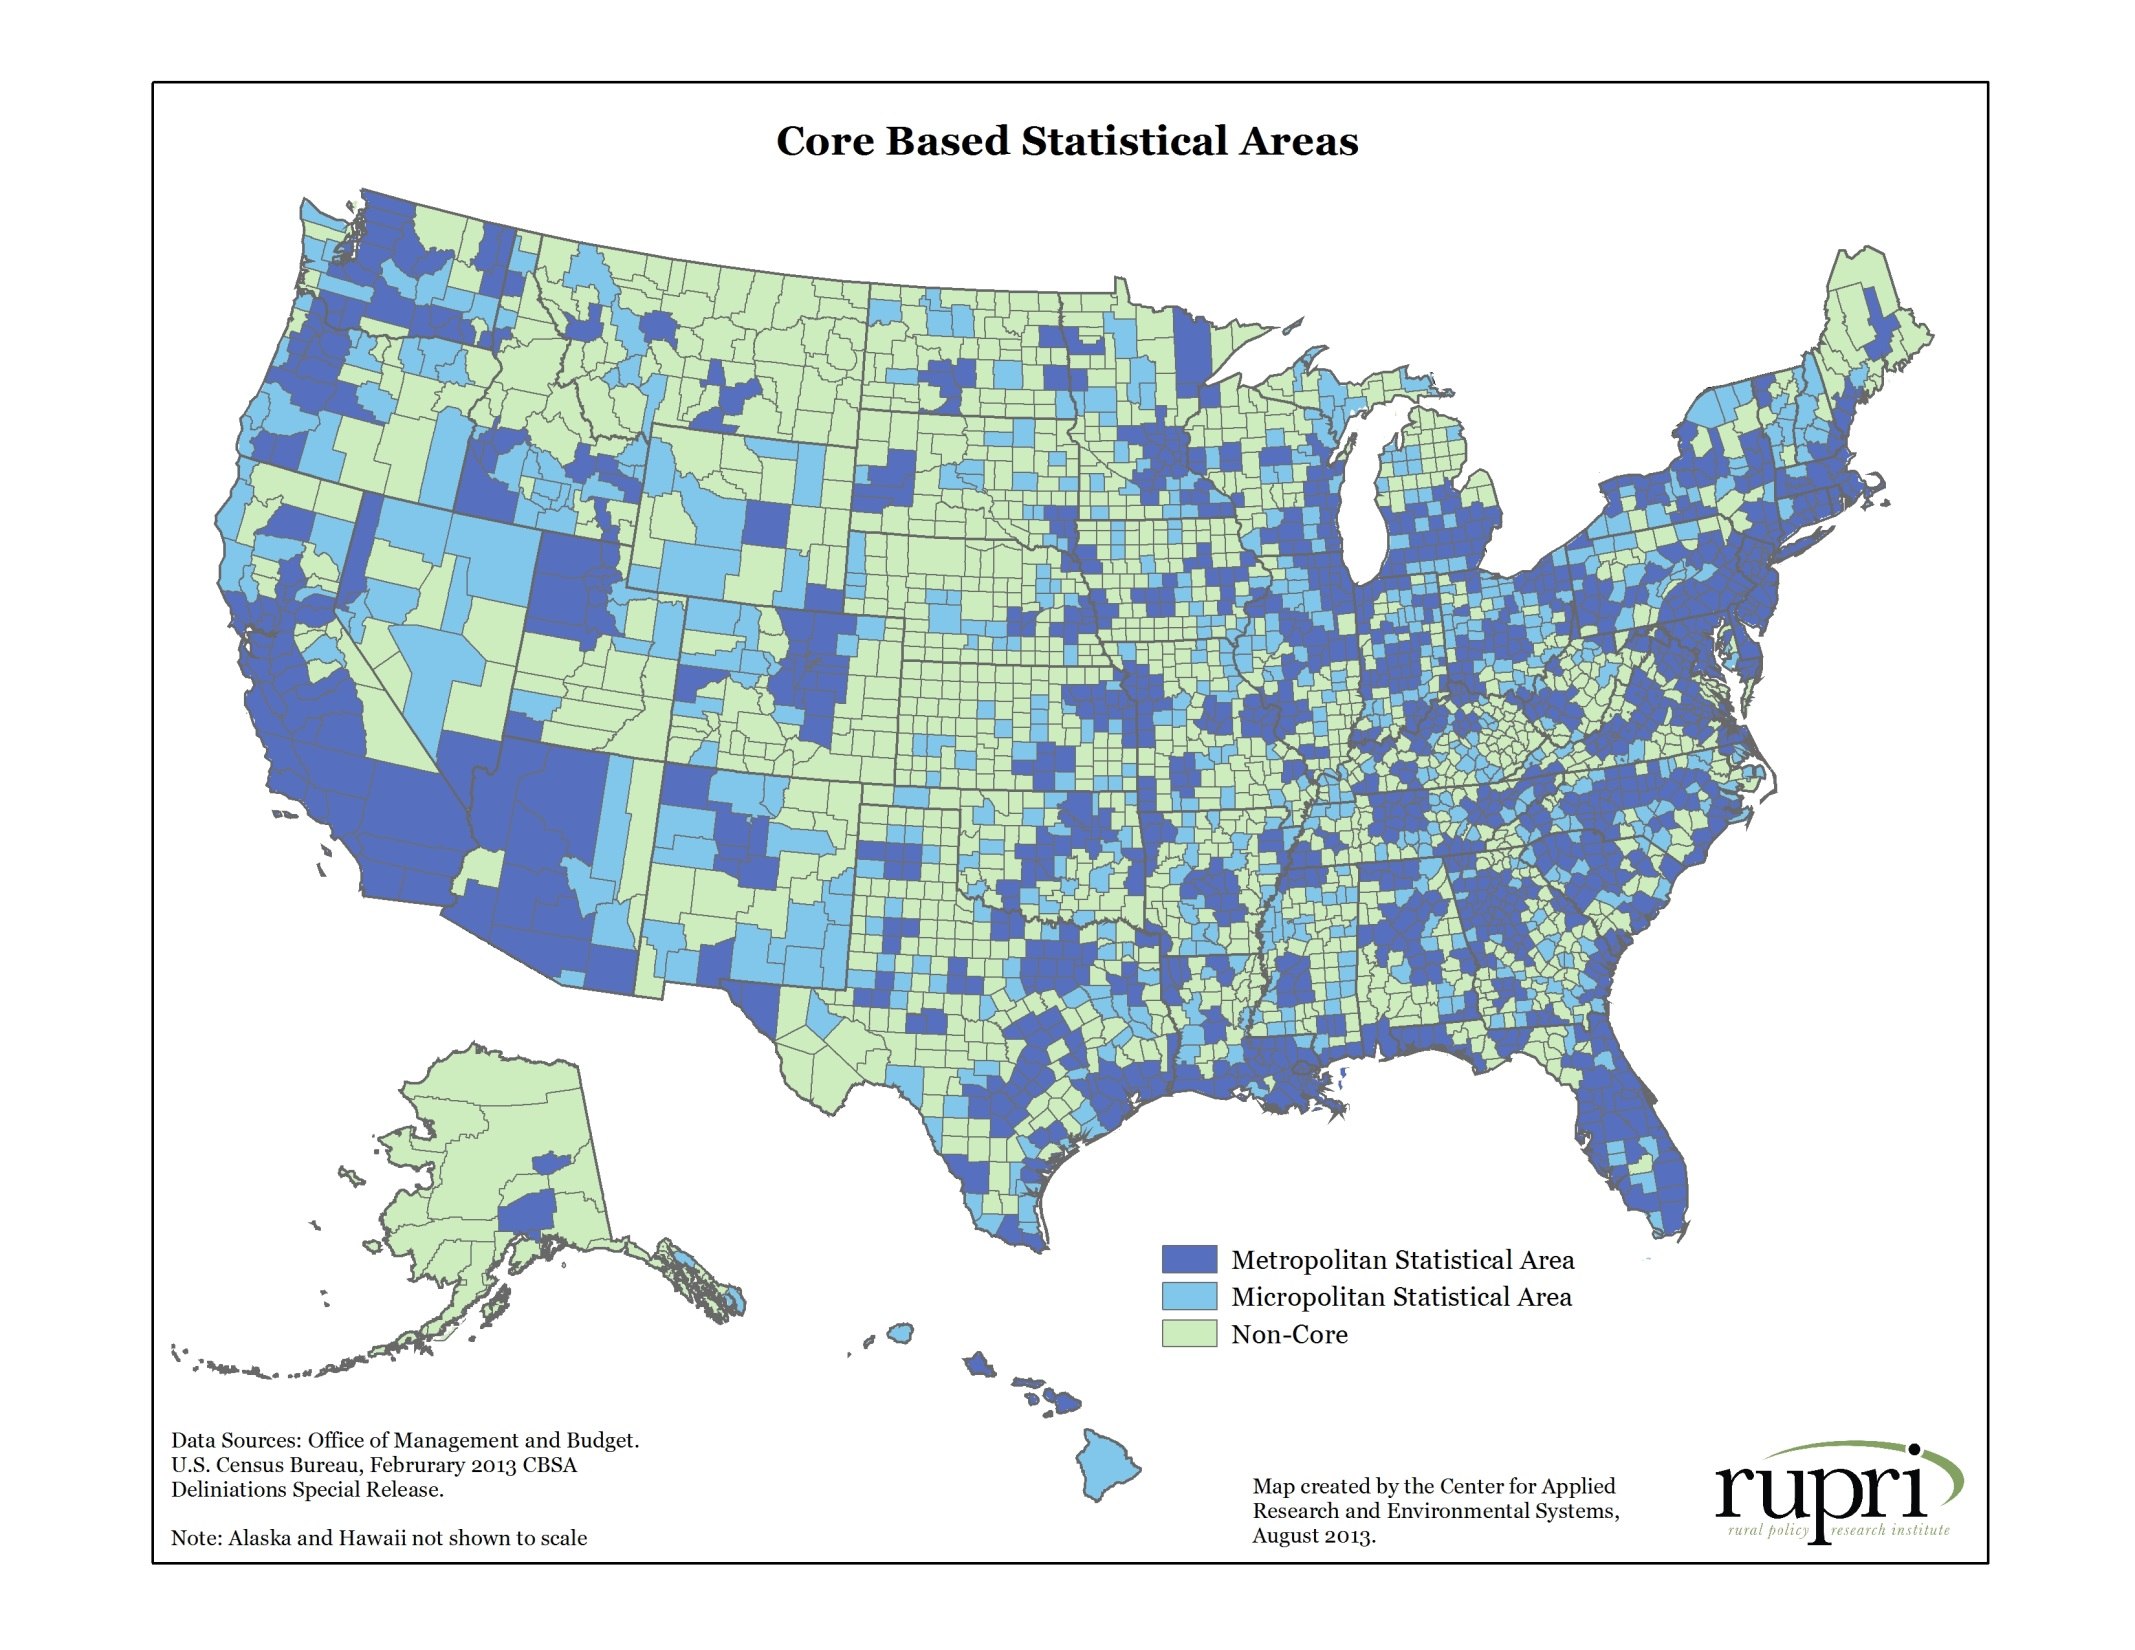 Core Based Statistical Areas
Metropolitan Statistical Area
Micropolitan Statistical Area
Non-Core
Data Sources: Office of Management and Budget.
U.S. Census Bureau, Februrary 2013 CBSA
Deliniations Special Release.
Note: Alaska and Hawaii not shown to scale
Map created by the Center for Applied
Research and Environmental Systems,
August 2013.
rupri
rural policy research institute